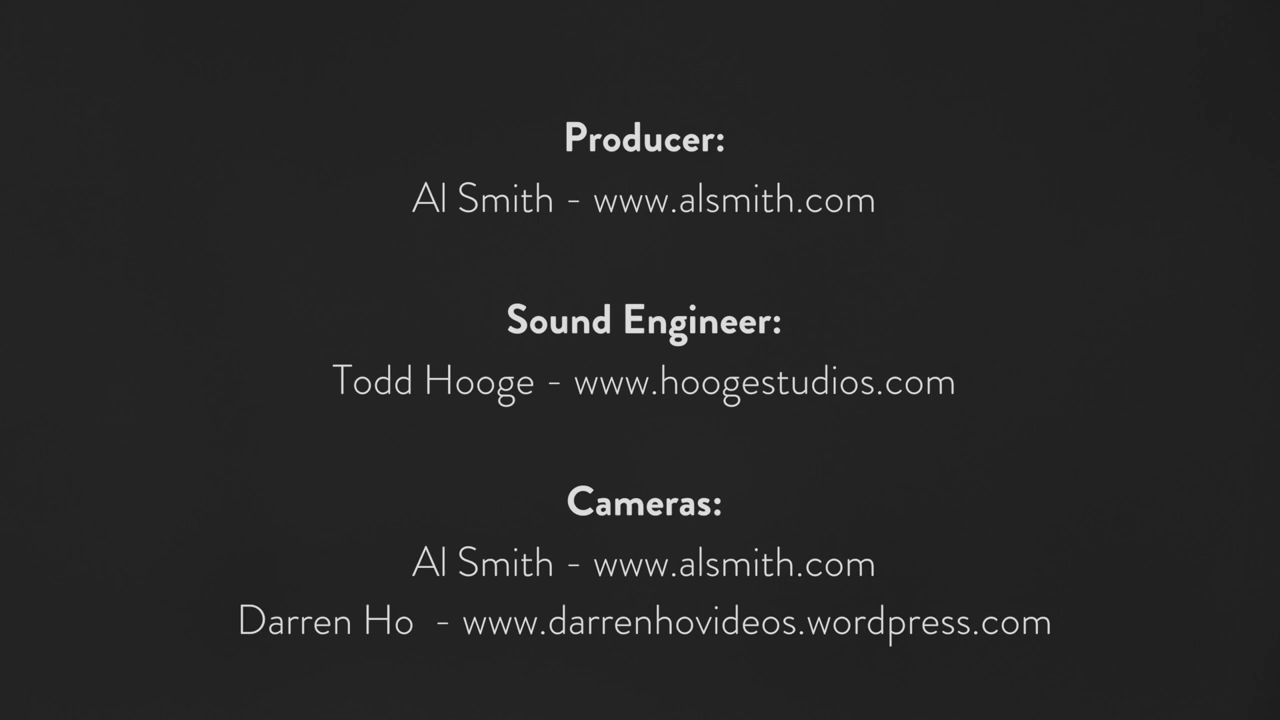 Producer:
Al Smith - www.alsmith.com
Sound Engineer:
Todd Hooge - www.hoogestudios.com
Cameras:
Al Smith - www.alsmith.com
Darren Ho - www.darrenhovideos.wordpress.com